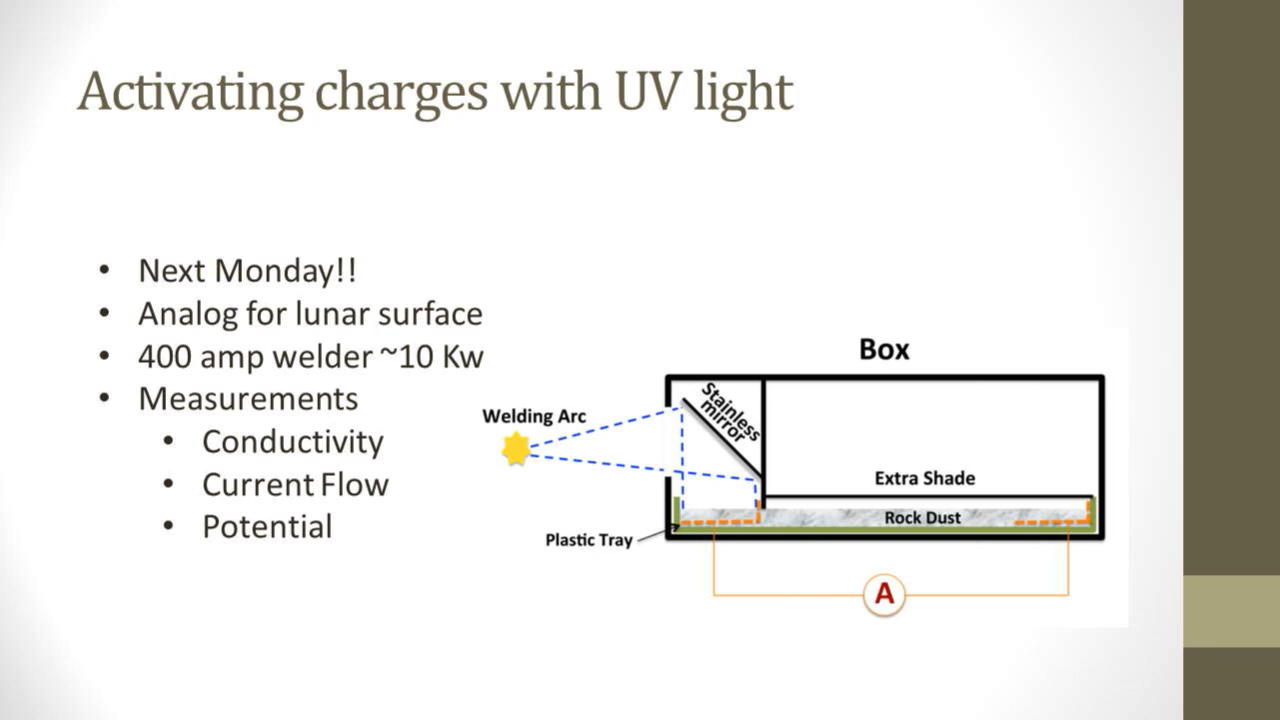 Activating charges with UV light
• Next Monday!!
• Analog for lunar surface
• 400 amp welder ~10 Kw
• Measurements
• Conductivity
• Current Flow
• Potential
Box
Welding Arc
Stainless
mirror
Extra Shade
Rock Dust
Plastic Tray
A